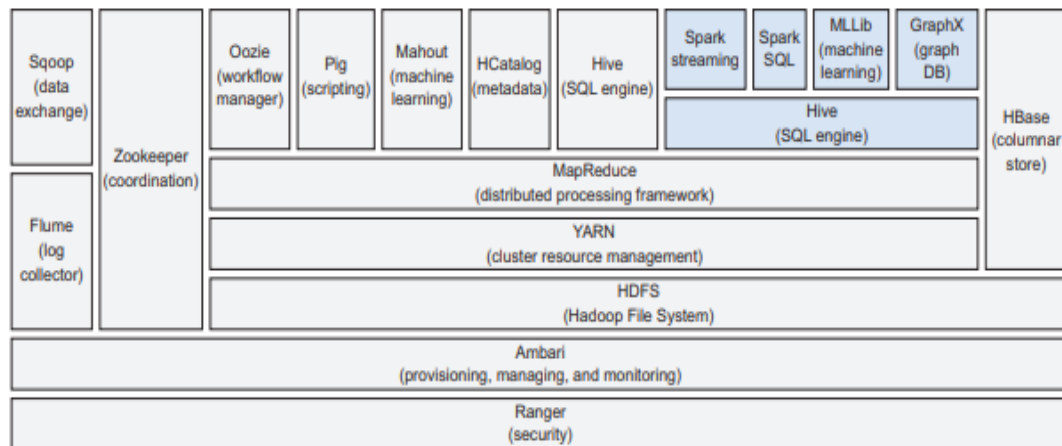 Sqoop
(data
exchange)
Flume
(log
collector)
Zookeeper
(coordination)
Oozie
(workflow
manager)
Pig
(scripting)
Mahout
(machine
learning)
HCatalog
(metadata)
Hive
(SQL engine)
Spark
streaming
Spark
SQL
MLLib
(machine
learning)
GraphX
(graph
DB)
Hive
(SQL engine)
HBase
(columnar
store)
MapReduce
(distributed processing framework)
YARN
(cluster resource management)
HDFS
(Hadoop File System)
Ambari
(provisioning, managing, and monitoring)
Ranger
(security)